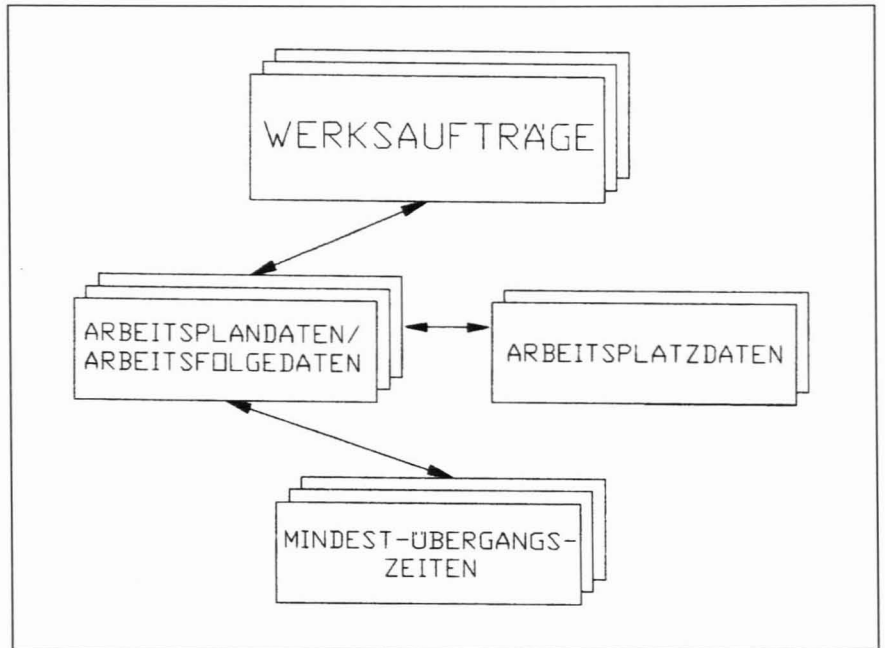 WERKSAUFTRÄGE
ARBEITSPLANDATEN/
ARBEITSFOLGEDATEN
ARBEITSPLATZDATEN
MINDEST-ÜBERGANGS-
ZEITEN